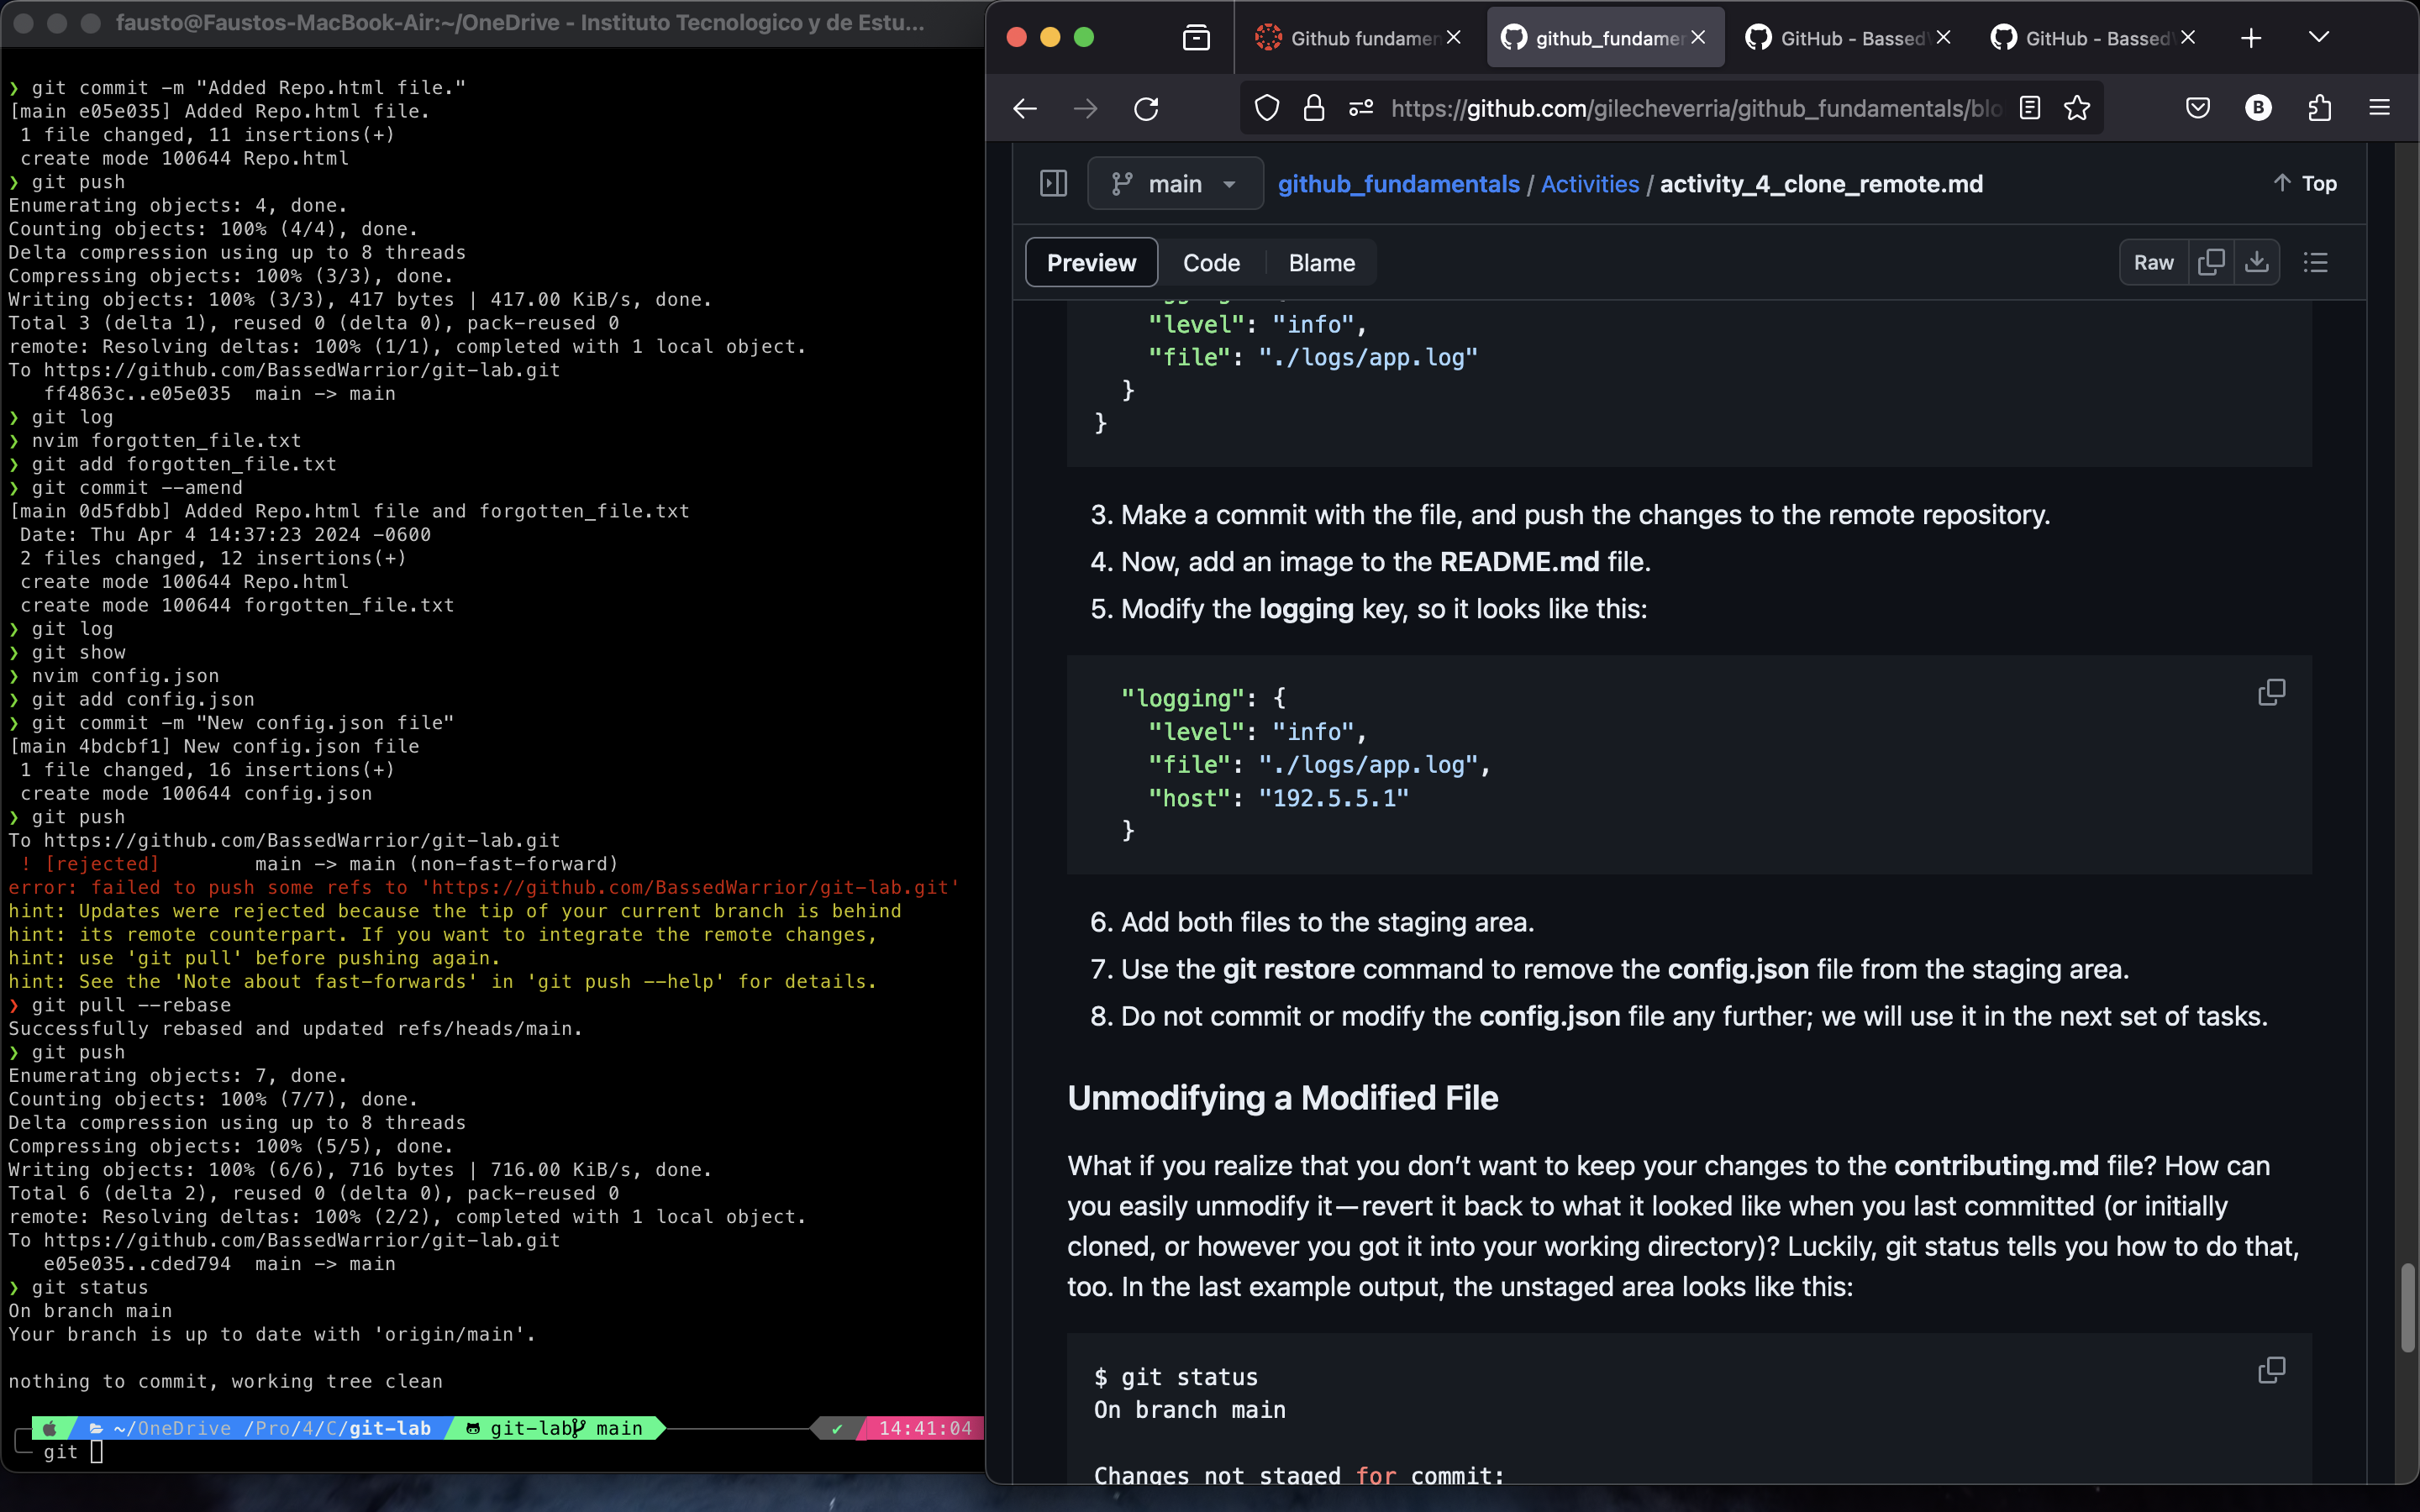 fausto@Faustos-MacBook-Air:~/OneDrive - Instituto Tecnologico y de Estu...
❯ git commit -m "Added Repo.html file."
[main e05e035] Added Repo.html file.
 1 file changed, 11 insertions(+)
 create mode 100644 Repo.html
❯ git push
Enumerating objects: 4, done.
Counting objects: 100% (4/4), done.
Delta compression using up to 8 threads
Compressing objects: 100% (3/3), done.
Writing objects: 100% (3/3), 417 bytes | 417.00 KiB/s, done.
Total 3 (delta 1), reused 0 (delta 0), pack-reused 0
remote: Resolving deltas: 100% (1/1), completed with 1 local object.
To https://github.com/BassedWarrior/git-lab.git
   ff4863c..e05e035  main -> main
❯ git log
❯ nvim forgotten_file.txt
❯ git add forgotten_file.txt
❯ git commit --amend
[main 0d5fdbb] Added Repo.html file and forgotten_file.txt
 Date: Thu Apr 4 14:37:23 2024 -0600
 2 files changed, 12 insertions(+)
 create mode 100644 Repo.html
 create mode 100644 forgotten_file.txt
❯ git log
❯ git show
❯ nvim config.json
❯ git add config.json
❯ git commit -m "New config.json file"
[main 4bdcbf1] New config.json file
 1 file changed, 16 insertions(+)
 create mode 100644 config.json
❯ git push
To https://github.com/BassedWarrior/git-lab.git
 ! [rejected]        main -> main (non-fast-forward)
error: failed to push some refs to 'https://github.com/BassedWarrior/git-lab.git'
hint: Updates were rejected because the tip of your current branch is behind
hint: its remote counterpart. If you want to integrate the remote changes,
hint: use 'git pull' before pushing again.
hint: See the 'Note about fast-forwards' in 'git push --help' for details.
❯ git pull --rebase
Successfully rebased and updated refs/heads/main.
❯ git push
Enumerating objects: 7, done.
Counting objects: 100% (7/7), done.
Delta compression using up to 8 threads
Compressing objects: 100% (5/5), done.
Writing objects: 100% (6/6), 716 bytes | 716.00 KiB/s, done.
Total 6 (delta 2), reused 0 (delta 0), pack-reused 0
remote: Resolving deltas: 100% (2/2), completed with 1 local object.
To https://github.com/BassedWarrior/git-lab.git
   e05e035..cded794  main -> main
❯ git status
On branch main
Your branch is up to date with 'origin/main'.
nothing to commit, working tree clean
~/OneDrive /Pro/4/C/git-lab git-lab main ✔ 14:41:04
git
Github fundamen
github_fundame
GitHub - Bassed
GitHub - Bassed
https://github.com/gilecheverria/github_fundamentals/blo
B
main
github_fundamentals / Activities / activity_4_clone_remote.md
↑ Top
Preview Code Blame
Raw
"level": "info",
"file": "./logs/app.log"
}
}
3. Make a commit with the file, and push the changes to the remote repository.
4. Now, add an image to the README.md file.
5. Modify the logging key, so it looks like this:
"logging": {
"level": "info",
"file": "./logs/app.log",
"host": "192.5.5.1"
}
6. Add both files to the staging area.
7. Use the git restore command to remove the config.json file from the staging area.
8. Do not commit or modify the config.json file any further; we will use it in the next set of tasks.
Unmodifying a Modified File
What if you realize that you don’t want to keep your changes to the contributing.md file? How can
you easily unmodify it — revert it back to what it looked like when you last committed (or initially
cloned, or however you got it into your working directory)? Luckily, git status tells you how to do that,
too. In the last example output, the unstaged area looks like this:
$ git status
On branch main
Changes not staged for commit: